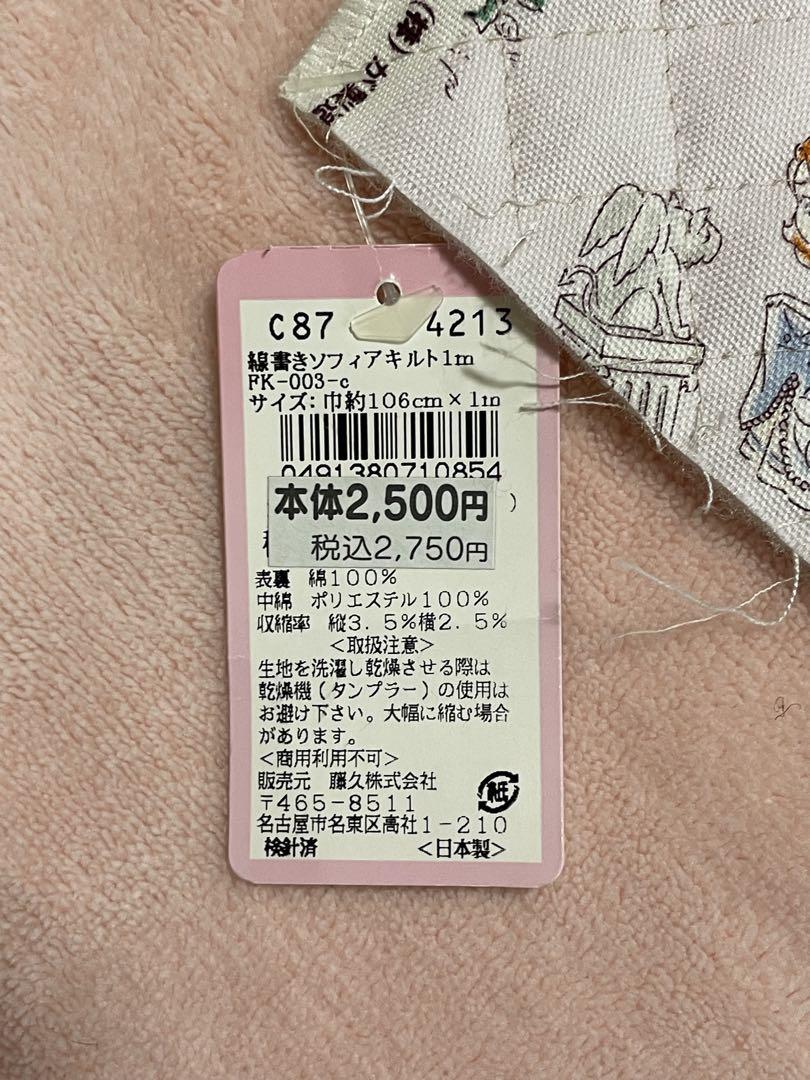 (株)が製造
C87 4213
線書きソフィアキルト1m
FK-003-c
サイズ:巾約106cm×1m
0491380710854
本体2,500円
)
税込2,750円
表裏 綿100%
中綿 ポリエステル100%
収縮率 縦3.5%横2.5%
<取扱注意>
生地を洗濯し乾燥させる際は
乾燥機(タンブラー)の使用は
お避け下さい。大幅に縮む場合
があります。
<商用利用不可>
販売元 藤久株式会社
紙
〒465-8511
名古屋市名東区高社1-210
検針済 <日本製>